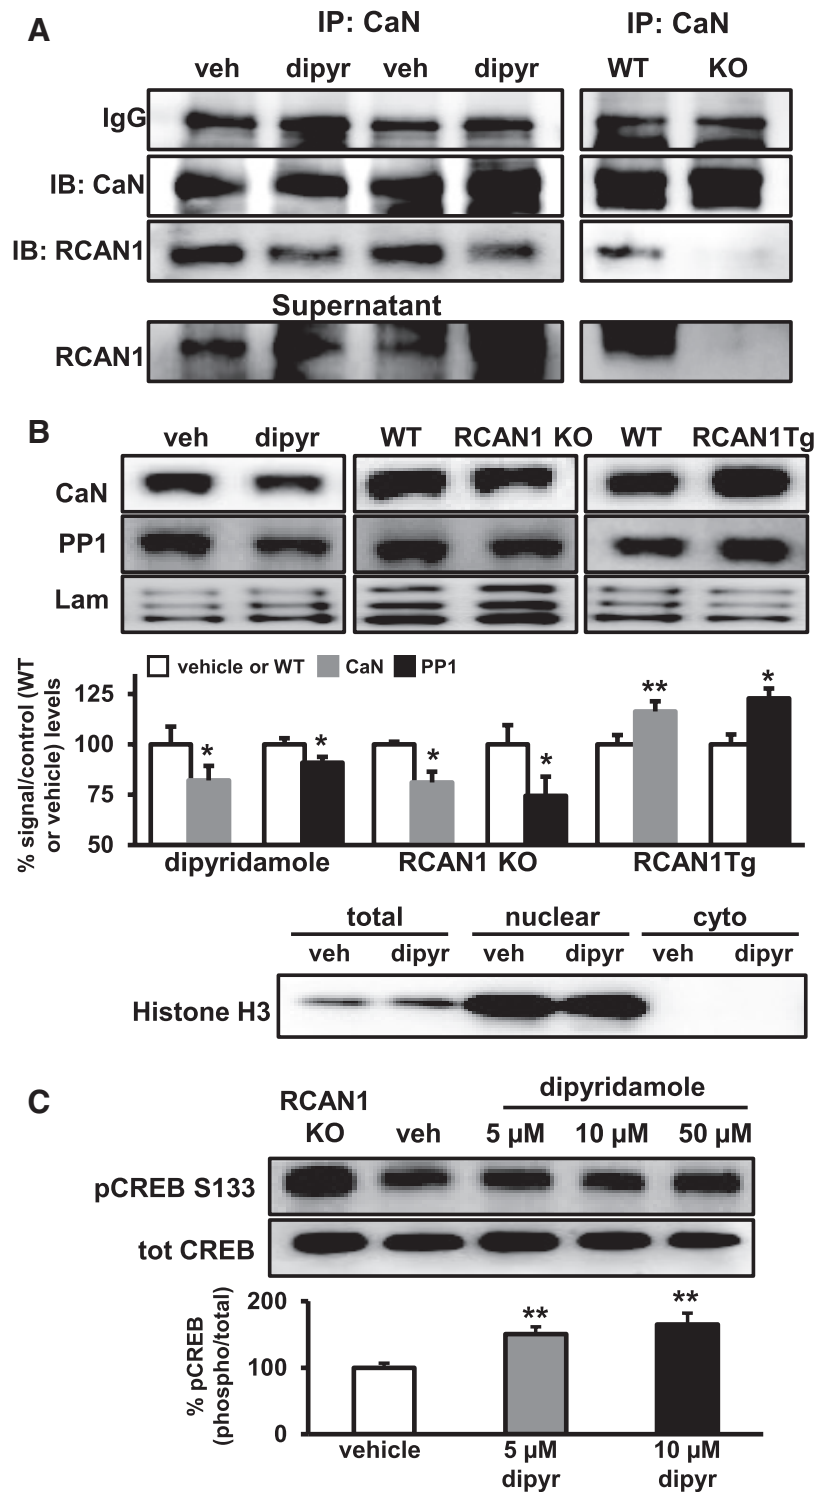 A
IP: CaN IP: CaN
veh dipyr veh dipyr WT KO
IgG
IB: CaN
IB: RCAN1
Supernatant
RCAN1
B
veh dipyr WT RCAN1 KO WT RCAN1Tg
CaN
PP1
Lam
% signal/control (WT
or vehicle) levels
vehicle or WT CaN PP1
125
100
75
50
* * * * ** *
dipyridamole RCAN1 KO RCAN1Tg
total nuclear cyto
veh dipyr veh dipyr veh dipyr
Histone H3
C
dipyridamole
RCAN1
KO veh 5 µM 10 µM 50 µM
pCREB S133
tot CREB
% pCREB
(phospho/total)
200
100
0
** **
vehicle 5 µM 10 µM
dipyr dipyr